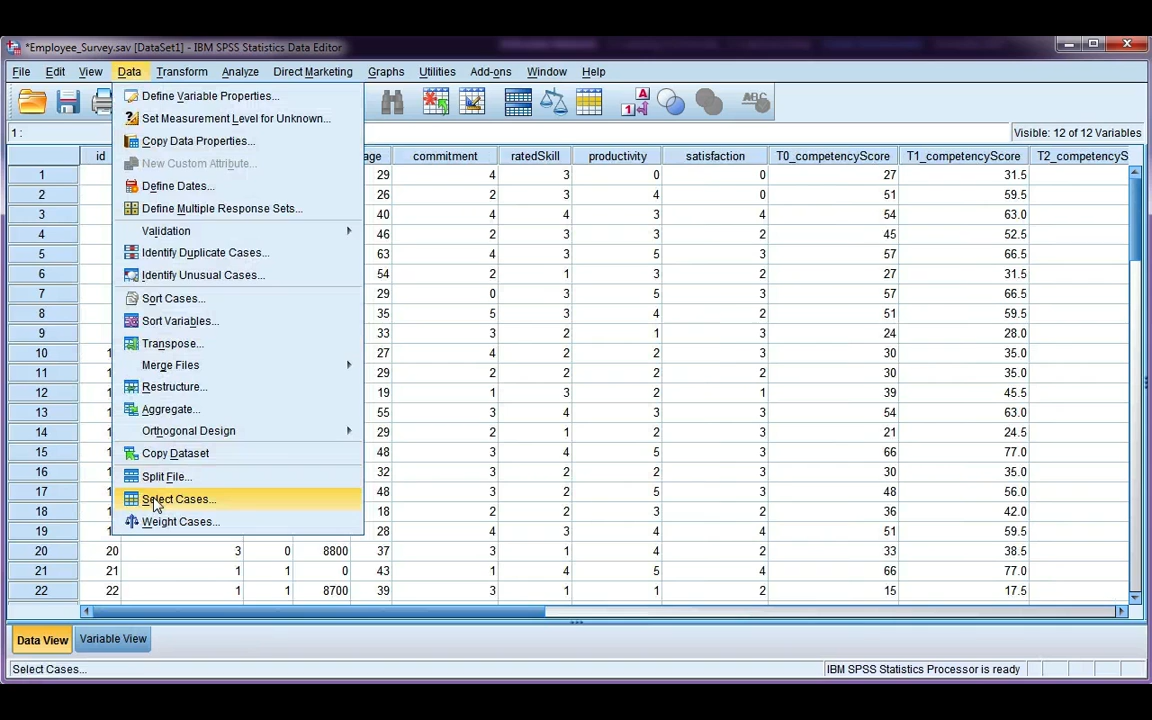 *Employee_Survey.sav [DataSet1] - IBM SPSS Statistics Data Editor
File Edit View Data Transform Analyze Direct Marketing Graphs Utilities Add-ons Window Help
1 :
Visible: 12 of 12 Variables
Define Variable Properties...
Set Measurement Level for Unknown...
Copy Data Properties...
New Custom Attribute...
Define Dates...
Define Multiple Response Sets...
Validation
Identify Duplicate Cases...
Identify Unusual Cases...
Sort Cases...
Sort Variables...
Transpose...
Merge Files
Restructure...
Aggregate...
Orthogonal Design
Copy Dataset
Split File...
Select Cases...
Weight Cases...
id age commitment ratedSkill productivity satisfaction T0_competencyScore T1_competencyScore T2_competencyS
1 29 4 3 0 0 27 31.5
2 26 2 3 4 0 51 59.5
3 40 4 4 3 4 54 63.0
4 46 2 3 3 2 45 52.5
5 63 4 3 5 3 57 66.5
6 54 2 1 3 2 27 31.5
7 29 0 3 5 3 57 66.5
8 35 5 3 4 2 51 59.5
9 33 3 2 1 3 24 28.0
10 1 27 4 2 2 3 30 35.0
11 1 29 2 2 2 3 30 35.0
12 1 19 1 3 2 1 39 45.5
13 1 55 3 4 3 3 54 63.0
14 1 29 2 1 2 3 21 24.5
15 1 48 3 4 5 3 66 77.0
16 1 32 3 2 2 3 30 35.0
17 1 48 3 2 5 3 48 56.0
18 1 18 2 2 3 2 36 42.0
19 1 28 4 3 4 3 51 59.5
20 20 3 0 8800 37 3 1 4 2 33 38.5
21 21 1 1 0 43 1 4 5 4 66 77.0
22 22 1 1 8700 39 3 1 1 2 15 17.5
Data View Variable View
Select Cases...
IBM SPSS Statistics Processor is ready